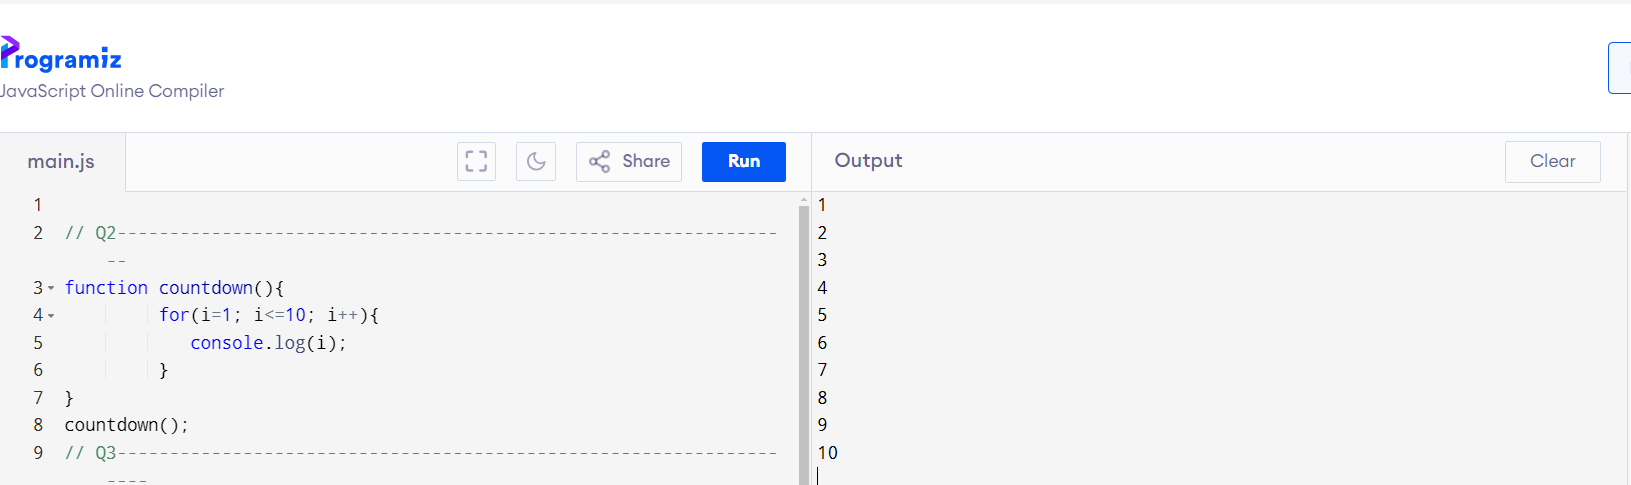 Programiz
JavaScript Online Compiler
main.js
Share
Run
Output
Clear
1
2 // Q2----------------------------------------------------------------
--
3 function countdown(){
4 for(i=1; i<=10; i++){
5 console.log(i);
6 }
7 }
8 countdown();
9 // Q3----------------------------------------------------------------
----
1
2
3
4
5
6
7
8
9
10